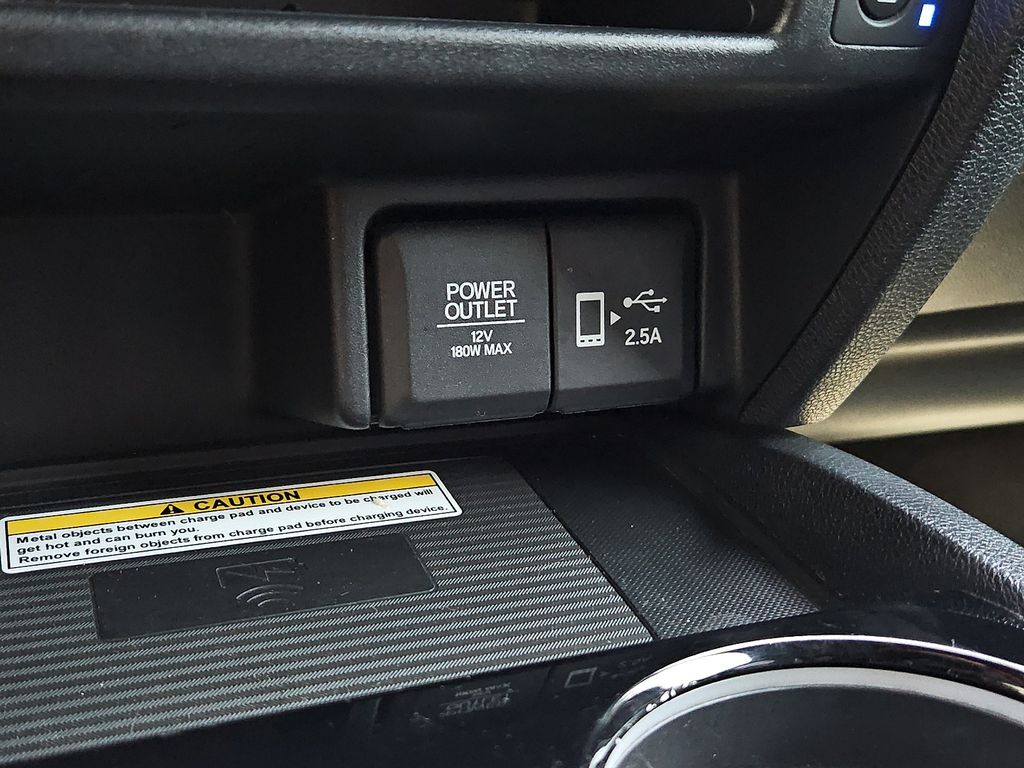 POWER
OUTLET
12V
180W MAX
2.5A
CAUTION
Metal objects between charge pad and device to be charged will
get hot and can burn you.
Remove foreign objects from charge pad before charging device.